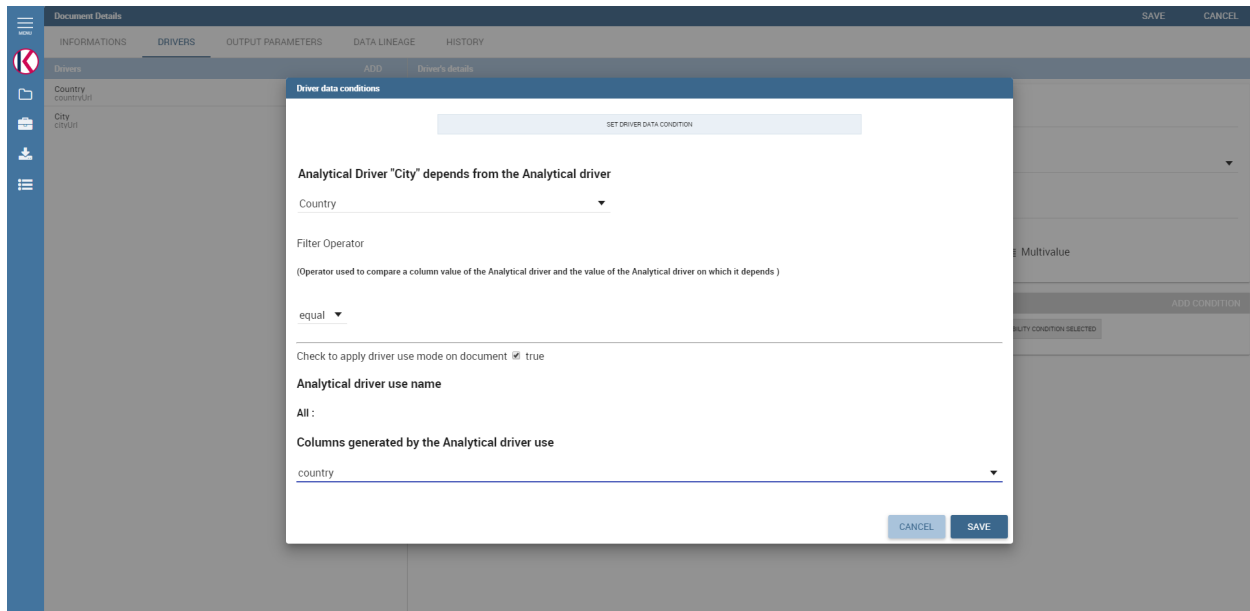 Document Details
SAVE
CANCEL
MENU
INFORMATIONS
DRIVERS
OUTPUT PARAMETERS
DATA LINEAGE
HISTORY
Drivers
ADD
Driver's details
Country
countryUrl
City
cityUrl
Driver data conditions
SET DRIVER DATA CONDITION
Analytical Driver "City" depends from the Analytical driver
Country
Filter Operator
(Operator used to compare a column value of the Analytical driver and the value of the Analytical driver on which it depends )
equal
Check to apply driver use mode on document true
Analytical driver use name
All :
Columns generated by the Analytical driver use
country
CANCEL
SAVE
Multivalue
ADD CONDITION
CONDITION SELECTED